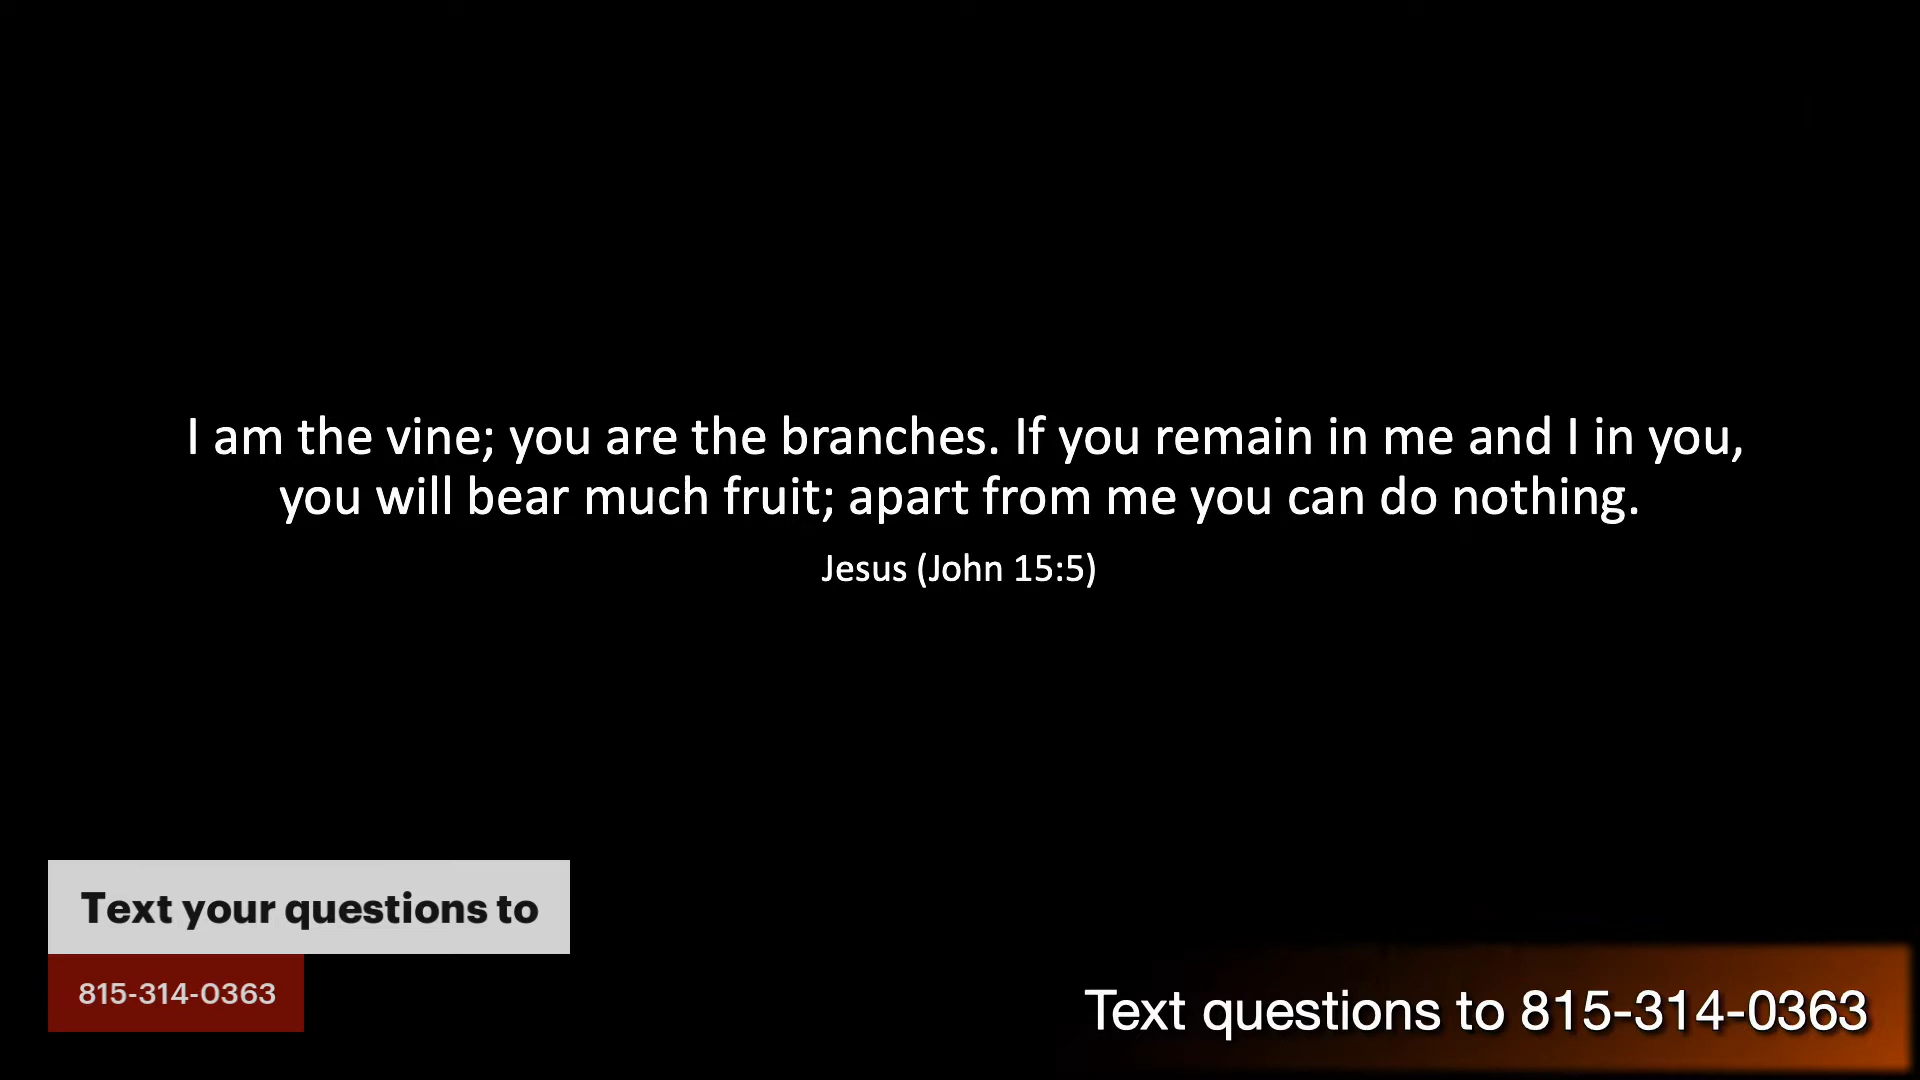 I am the vine; you are the branches. If you remain in me and I in you,
you will bear much fruit; apart from me you can do nothing.
Jesus (John 15:5)
Text your questions to
815-314-0363
Text questions to 815-314-0363